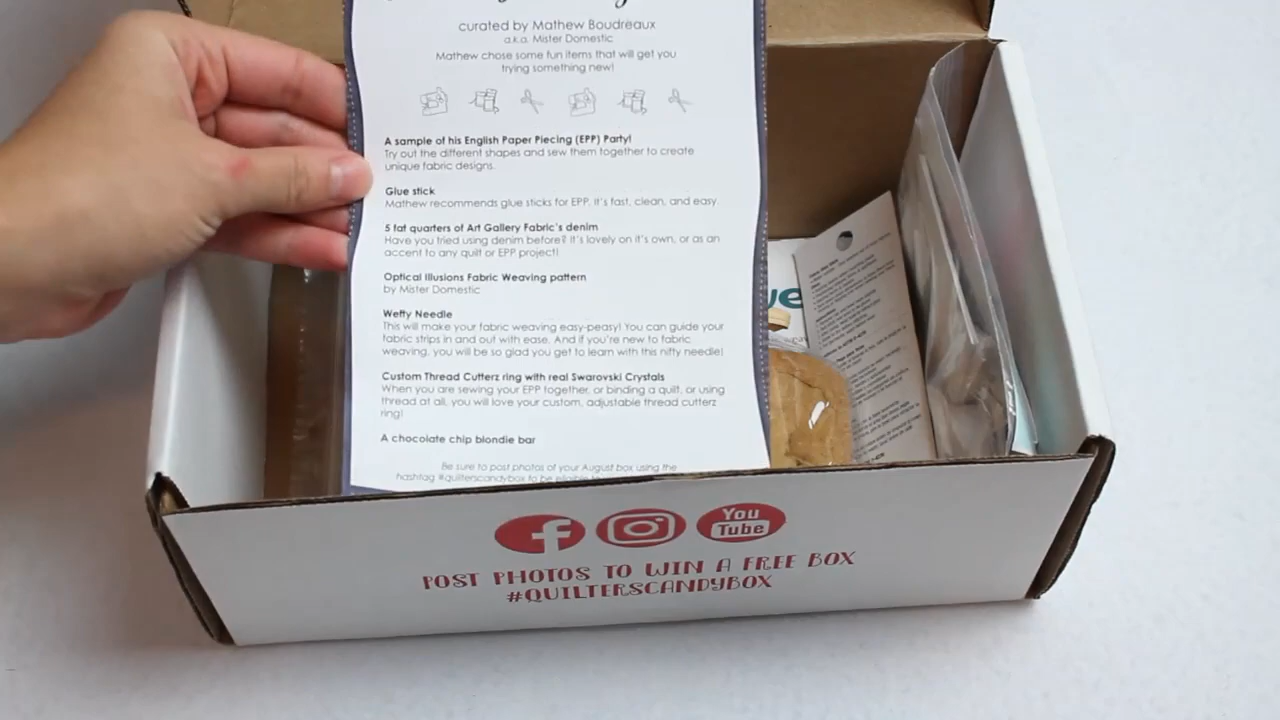 curated by Mathew Boudreaux
a.k.a. Mister Domestic
Mathew chose some fun items that will get you
trying something new!
A sample of his English Paper Piecing (EPP) Party!
Try out the different shapes and sew them together to create
unique fabric designs.
Glue stick
Mathew recommends glue sticks for EPP. It's fast, clean, and easy.
5 fat quarters of Art Gallery Fabric's denim
Have you tried using denim before? It's lovely on it's own, or as an
accent to any quilt or EPP project!
Optical Illusions Fabric Weaving pattern
by Mister Domestic
Wefty Needle
This will make your fabric weaving easy-peasy! You can guide your
fabric strips in and out with ease. And if you're new to fabric
weaving, you will be so glad you get to learn with this nifty needle!
Custom Thread Cutterz ring with real Swarovski Crystals
When you are sewing your EPP together, or binding a quilt, or using
thread at all, you will love your custom, adjustable thread cutterz
ring!
A chocolate chip blondie bar
Be sure to post photos of your August box using the
hashtag #quilterscandybox to be
You
Tube
POST PHOTOS TO WIN A FREE BOX
#QUILTERSCANDYBOX